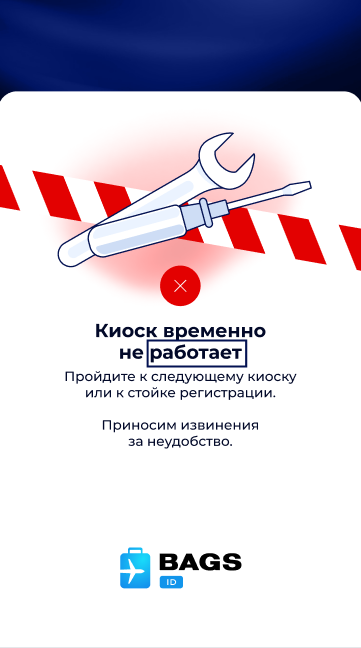 Киоск временно
не работает
Пройдите к следующему киоску
или к стойке регистрации.
Приносим извинения
за неудобство.
BAGS
ID